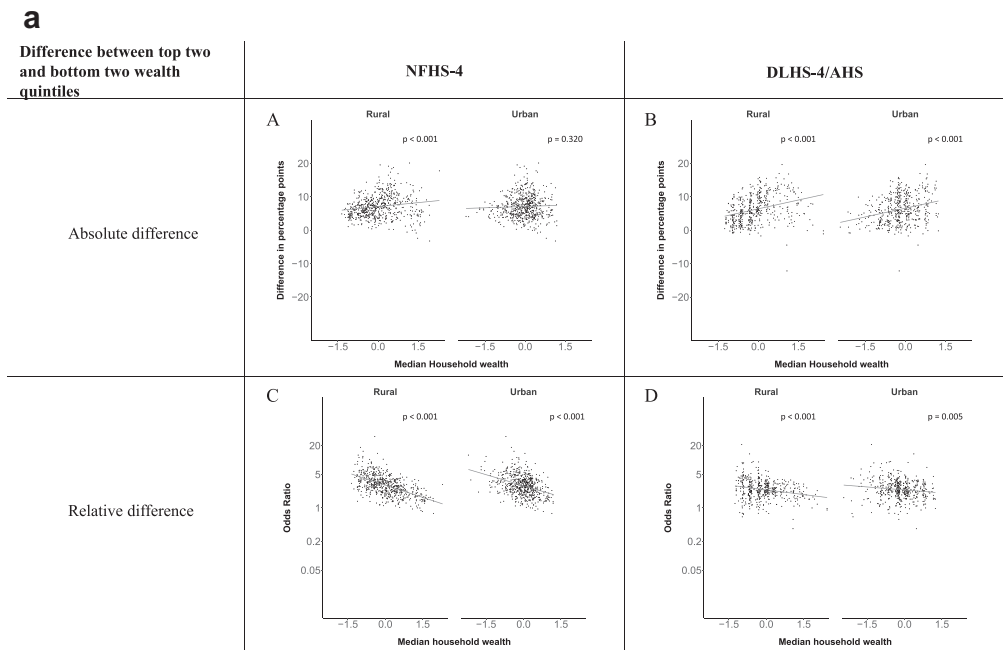 a
Difference between top two
and bottom two wealth
quintiles
NFHS-4
DLHS-4/AHS
Absolute difference
A
Rural
Urban
p < 0.001
p = 0.320
Difference in percentage points
20
10
0
−10
−20
−1.5 0.0 1.5 −1.5 0.0 1.5
Median Household wealth
B
Rural
Urban
p < 0.001
p < 0.001
Difference in percentage points
20
10
0
−10
−20
−1.5 0.0 1.5 −1.5 0.0 1.5
Median Household wealth
Relative difference
C
Rural
Urban
p < 0.001
p < 0.001
Odds Ratio
20
5
1
0.2
0.05
−1.5 0.0 1.5 −1.5 0.0 1.5
Median household wealth
D
Rural
Urban
p < 0.001
p = 0.005
Odds Ratio
20
5
1
0.2
0.05
−1.5 0.0 1.5 −1.5 0.0 1.5
Median household wealth